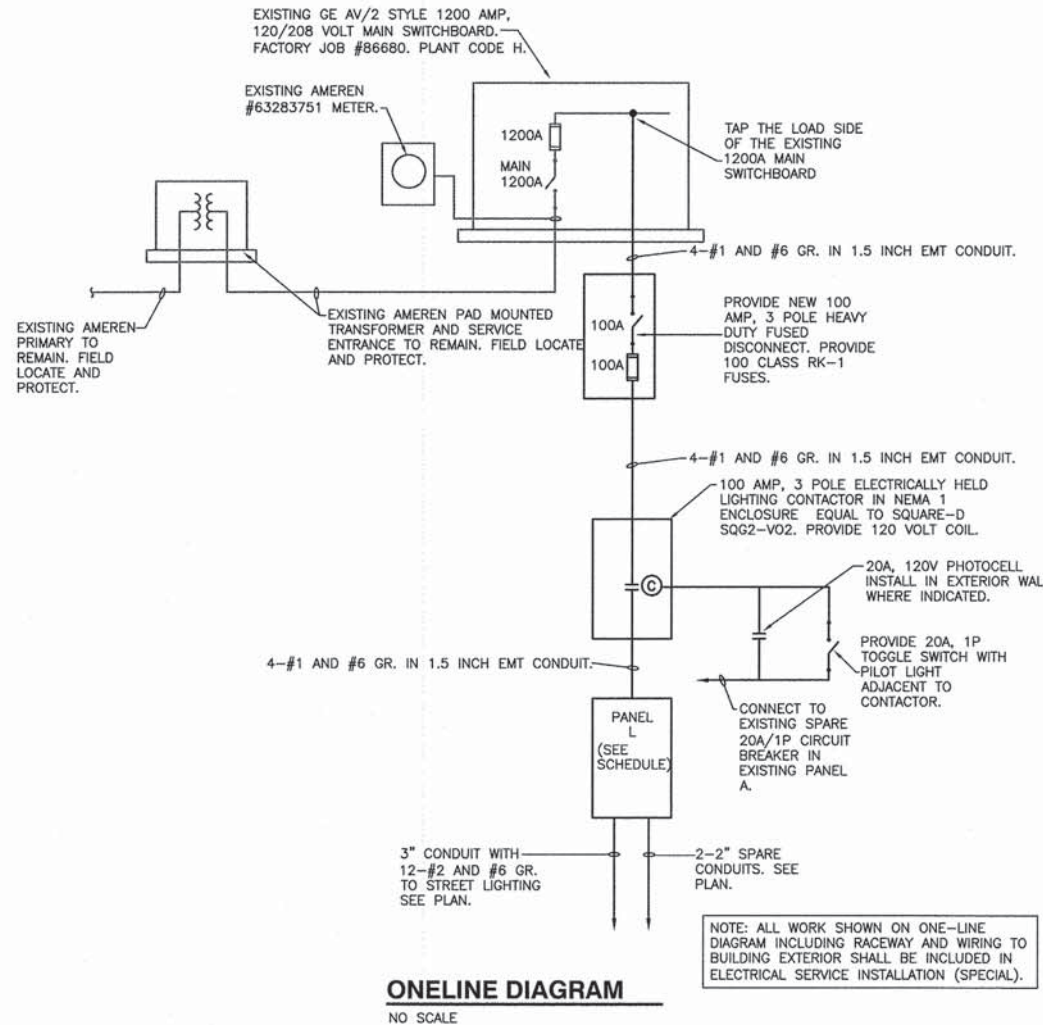 EXISTING GE AV/2 STYLE 1200 AMP,
120/208 VOLT MAIN SWITCHBOARD.
FACTORY JOB #86680. PLANT CODE H.
EXISTING AMEREN
#63283751 METER.
1200A
MAIN
1200A
TAP THE LOAD SIDE
OF THE EXISTING
1200A MAIN
SWITCHBOARD
4-#1 AND #6 GR. IN 1.5 INCH EMT CONDUIT.
EXISTING AMEREN
PRIMARY TO
REMAIN. FIELD
LOCATE AND
PROTECT.
EXISTING AMEREN PAD MOUNTED
TRANSFORMER AND SERVICE
ENTRANCE TO REMAIN. FIELD LOCATE
AND PROTECT.
100A
100A
PROVIDE NEW 100
AMP, 3 POLE HEAVY
DUTY FUSED
DISCONNECT. PROVIDE
100 CLASS RK-1
FUSES.
4-#1 AND #6 GR. IN 1.5 INCH EMT CONDUIT.
100 AMP, 3 POLE ELECTRICALLY HELD
LIGHTING CONTACTOR IN NEMA 1
ENCLOSURE EQUAL TO SQUARE-D
SQG2-VO2. PROVIDE 120 VOLT COIL.
C
20A, 120V PHOTOCELL
INSTALL IN EXTERIOR WAL
WHERE INDICATED.
PROVIDE 20A, 1P
TOGGLE SWITCH WITH
PILOT LIGHT
ADJACENT TO
CONTACTOR.
4-#1 AND #6 GR. IN 1.5 INCH EMT CONDUIT.
CONNECT TO
EXISTING SPARE
20A/1P CIRCUIT
BREAKER IN
EXISTING PANEL
A.
PANEL
L
(SEE
SCHEDULE)
3" CONDUIT WITH
12-#2 AND #6 GR.
TO STREET LIGHTING
SEE PLAN.
2-2" SPARE
CONDUITS. SEE
PLAN.
NOTE: ALL WORK SHOWN ON ONE-LINE
DIAGRAM INCLUDING RACEWAY AND WIRING TO
BUILDING EXTERIOR SHALL BE INCLUDED IN
ELECTRICAL SERVICE INSTALLATION (SPECIAL).
ONELINE DIAGRAM
NO SCALE